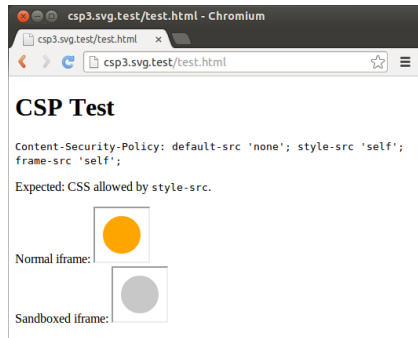 csp3.svg.test/test.html - Chromium
csp3.svg.test/test.html
csp3.svg.test/test.html
CSP Test
Content-Security-Policy: default-src 'none'; style-src 'self';
frame-src 'self';
Expected: CSS allowed by style-src.
Normal iframe:
Sandboxed iframe: